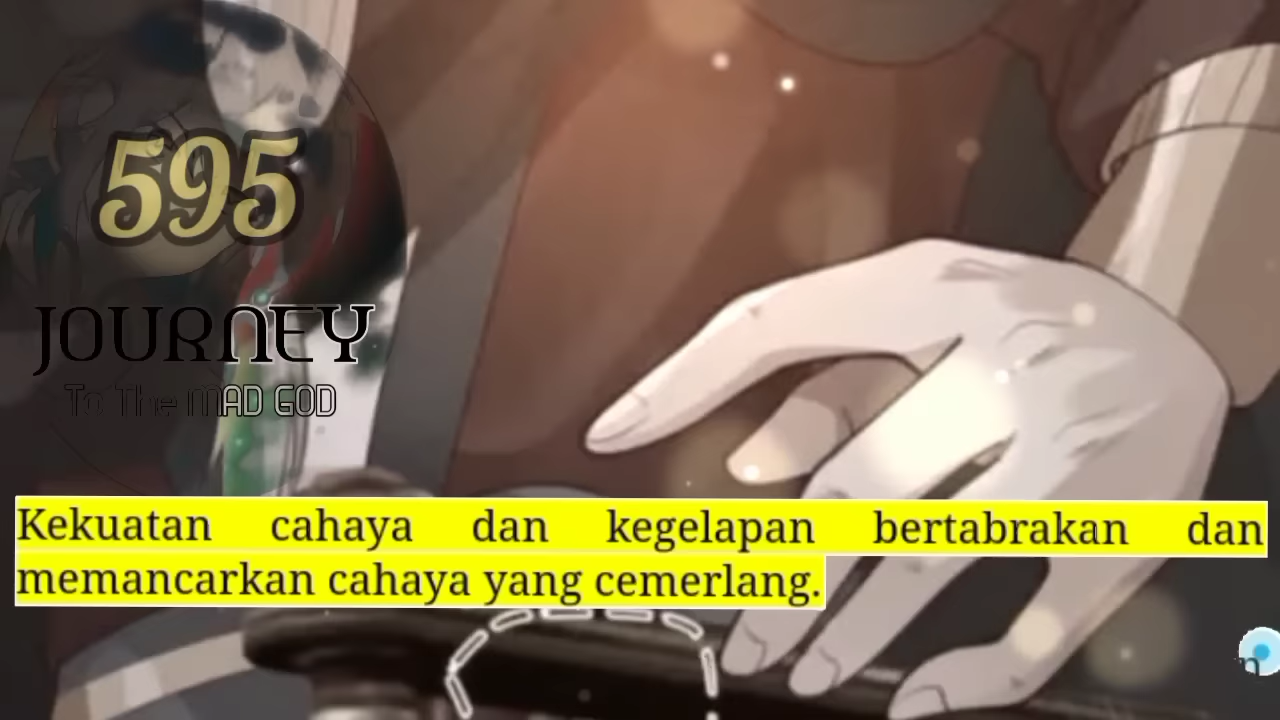 595
JOURNEY
To The MAD GOD
Kekuatan cahaya dan kegelapan bertabrakan dan
memancarkan cahaya yang cemerlang.
n